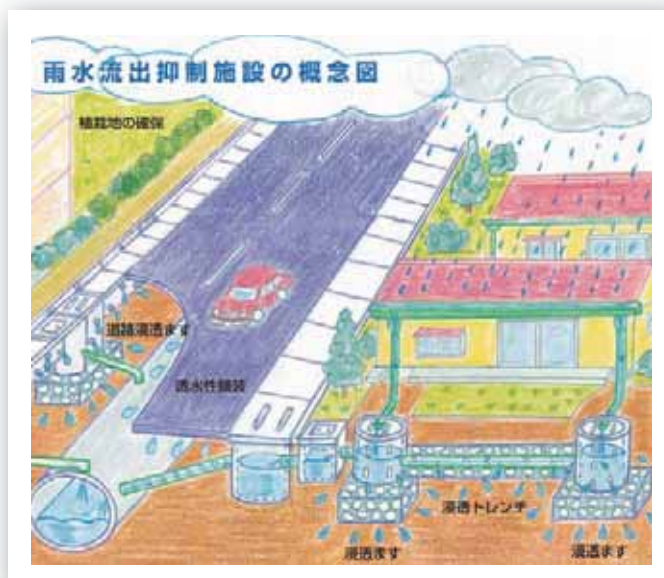 雨水流出抑制施設の概念図
植栽地の確保
道路浸透ます
透水性舗装
浸透トレンチ
浸透ます
浸透ます